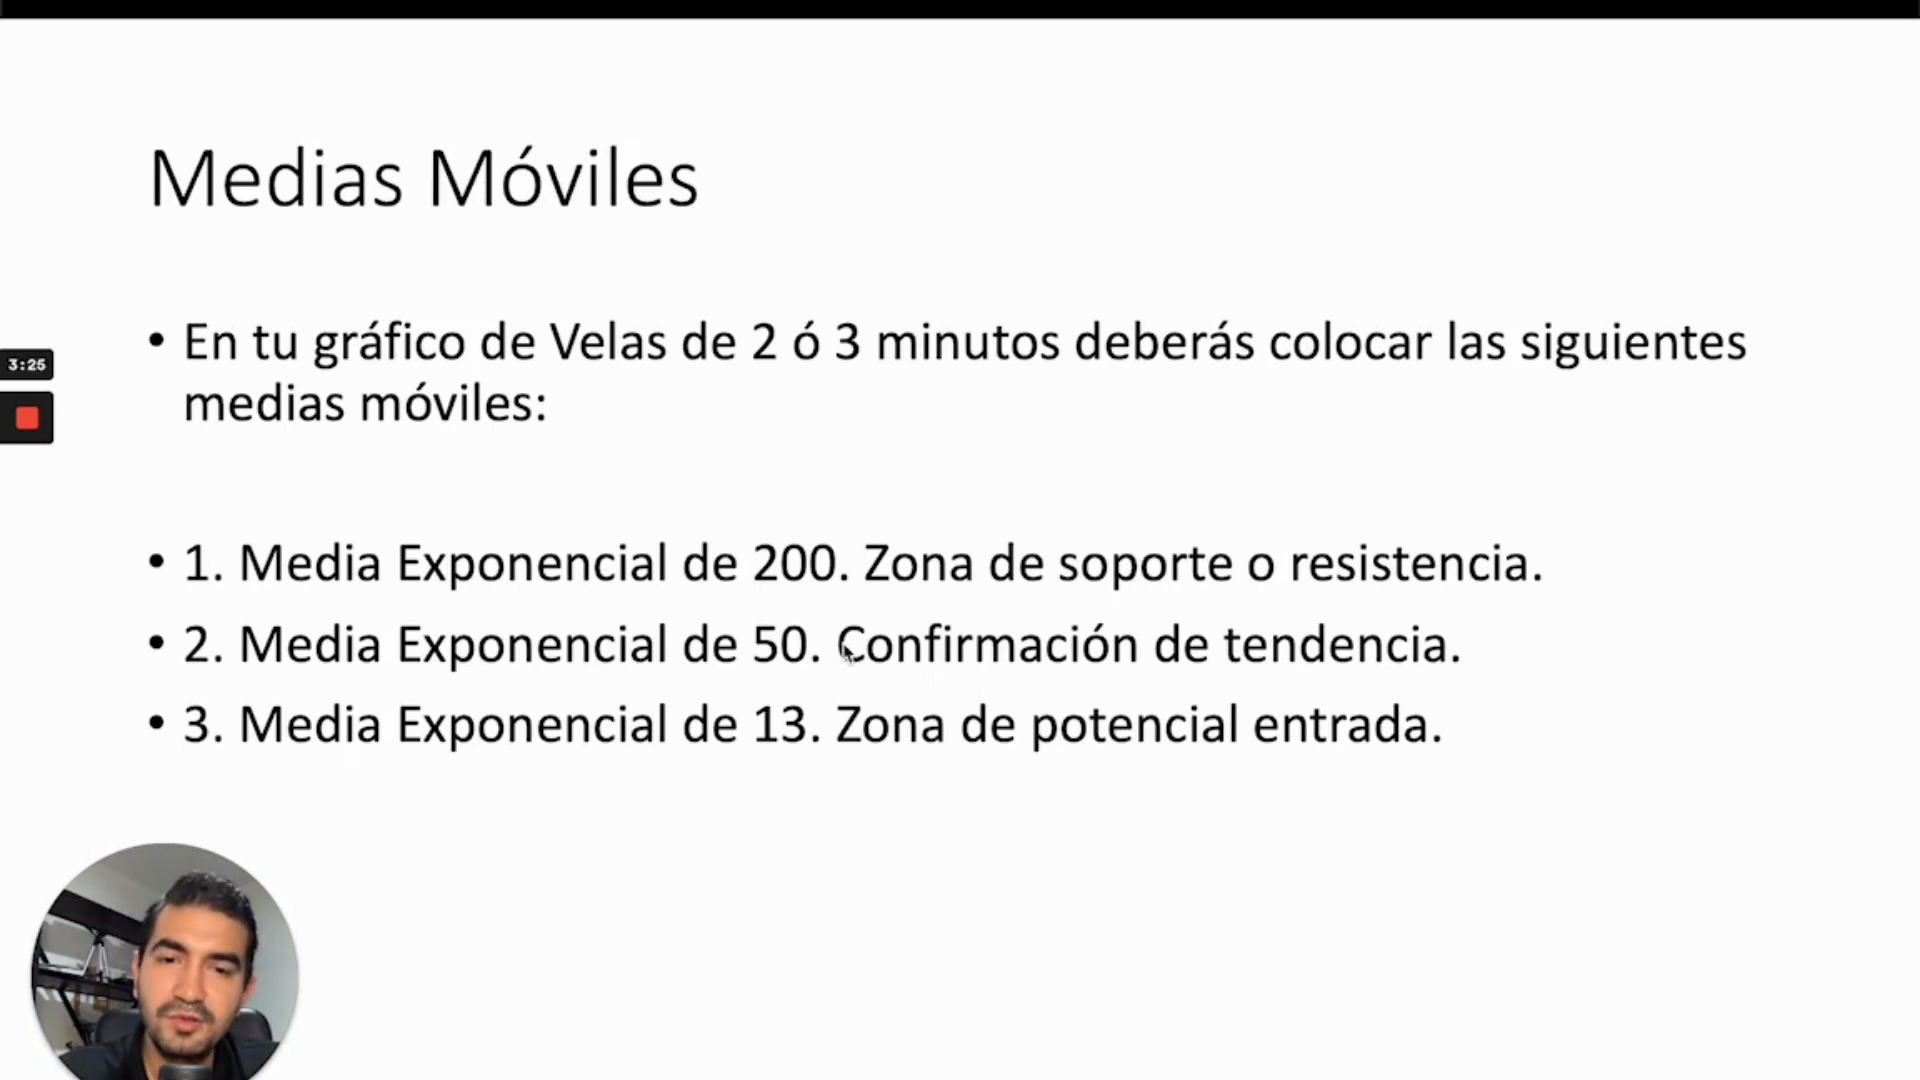 Medias Móviles
• En tu gráfico de Velas de 2 ó 3 minutos deberás colocar las siguientes
medias móviles:
3:25
• 1. Media Exponencial de 200. Zona de soporte o resistencia.
• 2. Media Exponencial de 50. Confirmación de tendencia.
• 3. Media Exponencial de 13. Zona de potencial entrada.